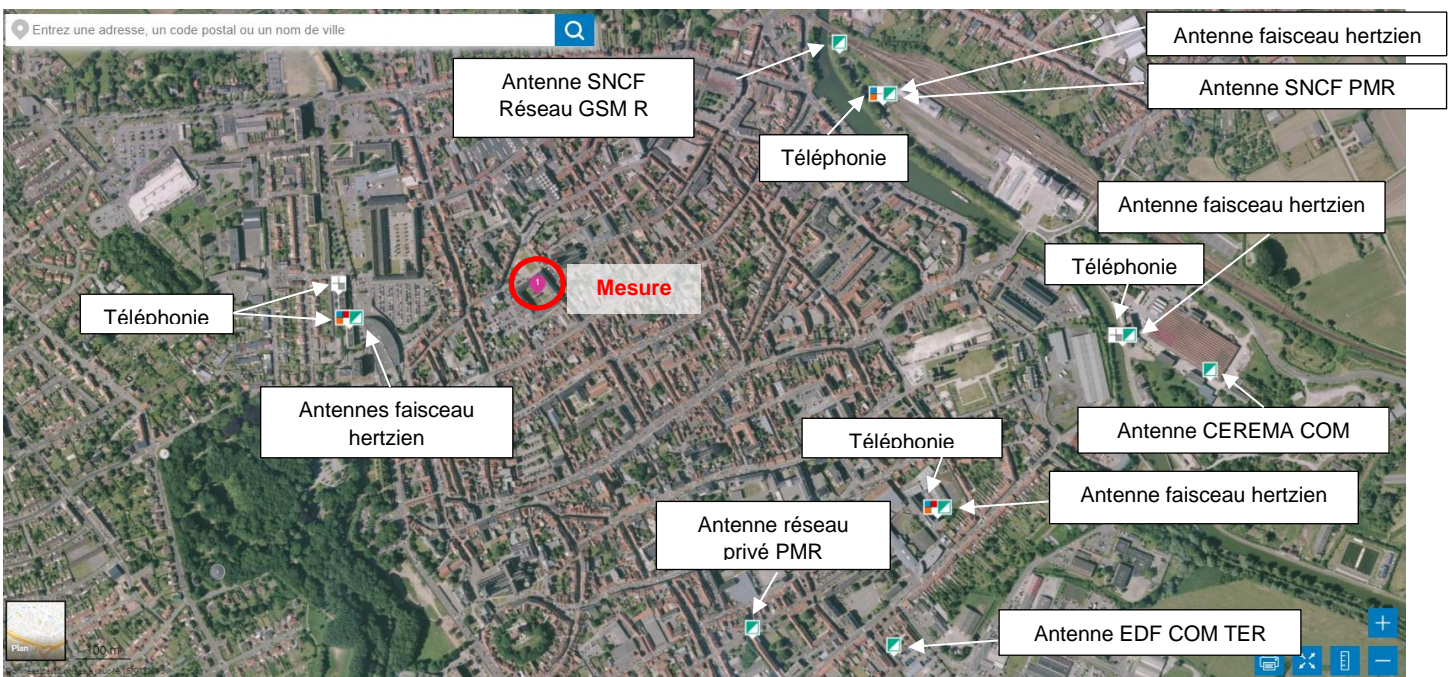 Entrez une adresse, un code postal ou un nom de ville
Antenne faisceau hertzien
Antenne SNCF
Réseau GSM R
Antenne SNCF PMR
Téléphonie
Antenne faisceau hertzien
Téléphonie
1
Mesure
Téléphonie
Antennes faisceau
hertzien
Antenne CEREMA COM
Téléphonie
Antenne faisceau hertzien
Antenne réseau
privé PMR
Antenne EDF COM TER
Plan
100 m